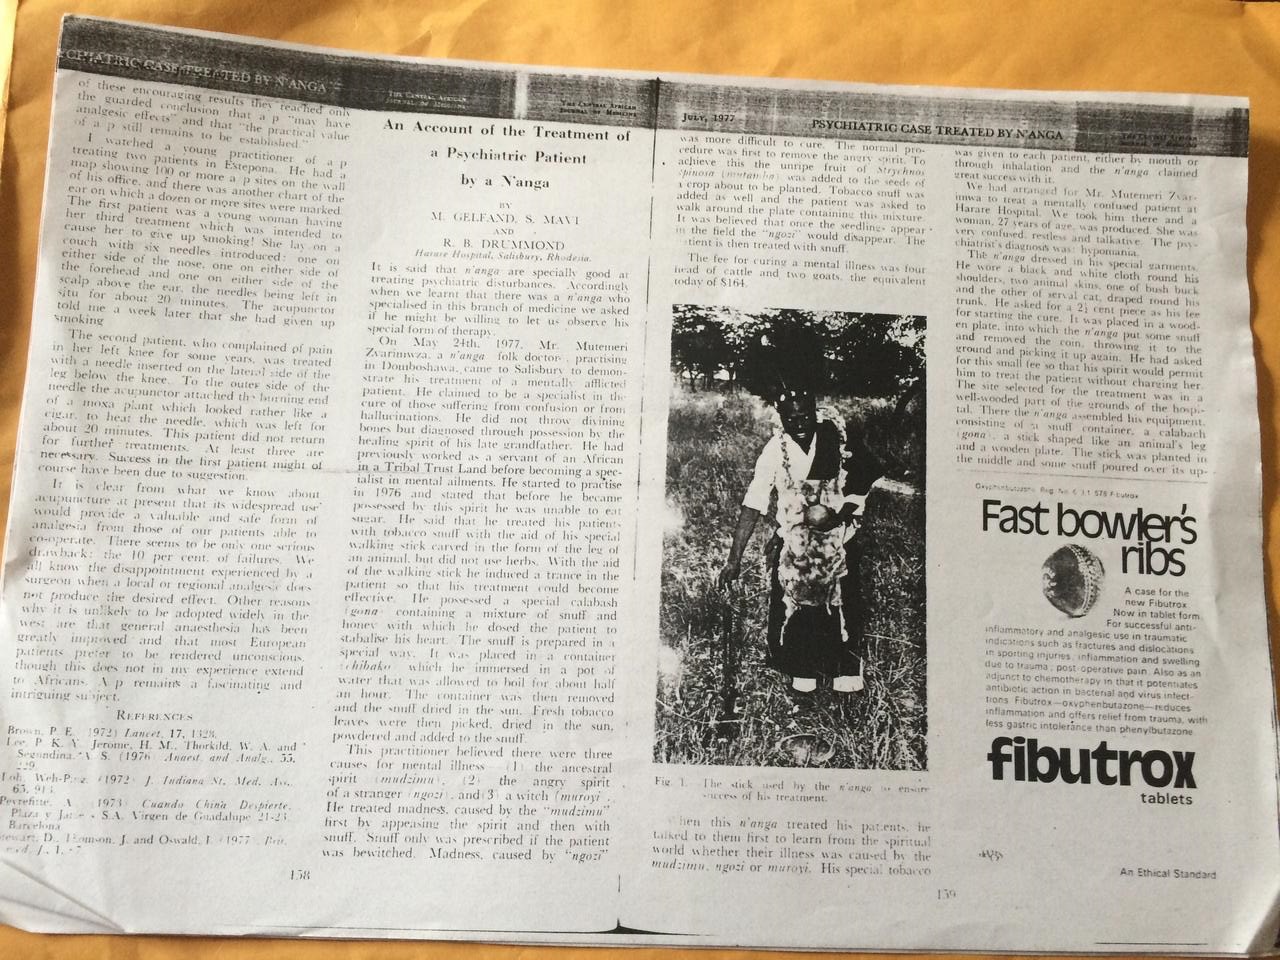 CHIATRIC CASE TREATED BY N'ANGA
THE CENTRAL AFRICAN
JOURNAL OF MEDICINE
of these encouraging results they reached only
the guarded conclusion that a p "may have
analgesic effects" and that "the practical value
of a p still remains to be established."
I watched a young practitioner of a p
treating two patients in Estepona. He had a
map showing 100 or more a p sites on the wall
of his office, and there was another chart of the
ear on which a dozen or more sites were marked.
The first patient was a young woman having
her third treatment which was intended to
cause her to give up smoking! She lay on a
couch with six needles introduced: one on
either side of the nose, one on either side of
the forehead and one on either side of the
scalp above the ear, the needles being left in
situ for about 20 minutes. The acupunctor
told me a week later that she had given up
smoking
The second patient, who complained of pain
in her left knee for some years, was treated
with a needle inserted on the lateral side of the
leg below the knee. To the outer side of the
needle the acupunctor attached the burning end
of a moxa plant which looked rather like a
cigar, to heat the needle, which was left for
about 20 minutes. This patient did not return
for further treatments. At least three are
necessary. Success in the first patient might of
course have been due to suggestion.
It is clear from what we know about
acupuncture at present that its widespread use
would provide a valuable and safe form of
analgesia from those of our patients able to
co-operate. There seems to be only one serious
drawback: the 10 per cent. of failures. We
all know the disappointment experienced by a
surgeon when a local or regional analgesic does
not produce the desired effect. Other reasons
why it is unlikely to be adopted widely in the
west are that general anaesthesia has been
greatly improved and that most European
patients prefer to be rendered unconscious,
though this does not in my experience extend
to Africans. A p remains a fascinating and
intriguing subject.
REFERENCES
Brown, P. E. (1972) Lancet, 17, 1328.
Lee, P. K. Y. Jerome, H. M., Thorkild, W. A. and
Segundina A. S. (1976) Anaest. and Analg., 55,
229
Loh, (1972) J. Indiana St. Med. Ass.,
65,
Peyrefitte, A (1973) Cuando China Despierte,
Plaza y S.A. Virgen de Guadalupe 21-23
Barcelona
D., Thomson, J. and Oswald, I. (1977) Brit.
158
THE CENTRAL AFRICAN
JOURNAL OF MEDICINE
An Account of the Treatment of
a Psychiatric Patient
by a N'anga
BY
M. GELFAND, S. MAVI
AND
R. B. DRUMMOND
Harare Hospital, Salisbury, Rhodesia.
It is said that n'anga are specially good at
treating psychiatric disturbances. Accordingly
when we learnt that there was a n'anga who
specialised in this branch of medicine we asked
if he might be willing to let us observe his
special form of therapy.
On May 24th, 1977, Mr. Mutemeri
Zvarimwza, a n'anga folk doctor, practising
in Domboshawa, came to Salisbury to demon-
strate his treatment of a mentally afflicted
patient. He claimed to be a specialist in the
cure of those suffering from confusion or from
hallucinations. He did not throw divining
bones but diagnosed through possession by the
healing spirit of his late grandfather. He had
previously worked as a servant of an African
in a Tribal Trust Land before becoming a spec-
ialist in mental ailments. He started to practise
in 1976 and stated that before he became
possessed by this spirit he was unable to eat
sugar. He said that he treated his patients
with tobacco snuff with the aid of his special
walking stick carved in the form of the leg of
an animal, but did not use herbs. With the aid
of the walking stick he induced a trance in the
patient so that his treatment could become
effective. He possessed a special calabash
(gona) containing a mixture of snuff and
honey with which he dosed the patient to
stabalise his heart. The snuff is prepared in a
special way. It was placed in a container
(chibako) which he immersed in a pot of
water that was allowed to boil for about half
an hour. The container was then removed
and the snuff dried in the sun. Fresh tobacco
leaves were then picked, dried in the sun,
powdered and added to the snuff.
This practitioner believed there were three
causes for mental illness (1) the ancestral
spirit (mudzimu), (2) the angry spirit
of a stranger (ngozi), and (3) a witch (muroyi).
He treated madness, caused by the "mudzimu"
first by appeasing the spirit and then with
snuff. Snuff only was prescribed if the patient
was bewitched. Madness, caused by "ngozi"
JULY, 1977
PSYCHIATRIC CASE TREATED BY N'ANGA
was more difficult to cure. The normal pro-
cedure was first to remove the angry spirit. To
achieve this the unripe fruit of Strychnos
spinosa (mutamba) was added to the seeds of
a crop about to be planted. Tobacco snuff was
added as well and the patient was asked to
walk around the plate containing this mixture.
It was believed that once the seedlings appear
in the field the "ngozi" would disappear. The
patient is then treated with snuff.
The fee for curing a mental illness was four
head of cattle and two goats, the equivalent
today of $164.
Fig. 1. The stick used by the n'anga to ensure
success of his treatment.
When this n'anga treated his patients, he
talked to them first to learn from the spiritual
world whether their illness was caused by the
mudzimu, ngozi or muroyi. His special tobacco
159
was given to each patient, either by mouth or
through inhalation and the n'anga claimed
great success with it.
We had arranged for Mr. Mutemeri Zvar-
imwa to treat a mentally confused patient at
Harare Hospital. We took him there and a
woman, 27 years of age, was produced. She was
very confused, restless and talkative. The psy-
chiatrist's diagnosis was: hypomania.
The n'anga dressed in his special garments.
He wore a black and white cloth round his
shoulders, two animal skins, one of bush buck
and the other of serval cat, draped round his
trunk. He asked for a 2½ cent piece as his fee
for starting the cure. It was placed in a wood-
en plate, into which the n'anga put some snuff
and removed the coin, throwing it to the
ground and picking it up again. He had asked
for this small fee so that his spirit would permit
him to treat the patient without charging her.
The site selected for the treatment was in a
well-wooded part of the grounds of the hospi-
tal. There the n'anga assembled his equipment,
consisting of a snuff container, a calabach
(gona), a stick shaped like an animal's leg
and a wooden plate. The stick was planted in
the middle and some snuff poured over its up-
Oxyphenbutazone Reg. No. Fibutrox
Fast bowler's
ribs
A case for the
new Fibutrox
Now in tablet form.
For successful anti-
inflammatory and analgesic use in traumatic
indications such as fractures and dislocations
in sporting injuries, inflammation and swelling
due to trauma, post-operative pain. Also as an
adjunct to chemotherapy in that it potentiates
antibiotic action in bacterial and virus infect-
ions. Fibutrox—oxyphenbutazone—reduces
inflammation and offers relief from trauma, with
less gastric intolerance than phenylbutazone
fibutrox
tablets
An Ethical Standard